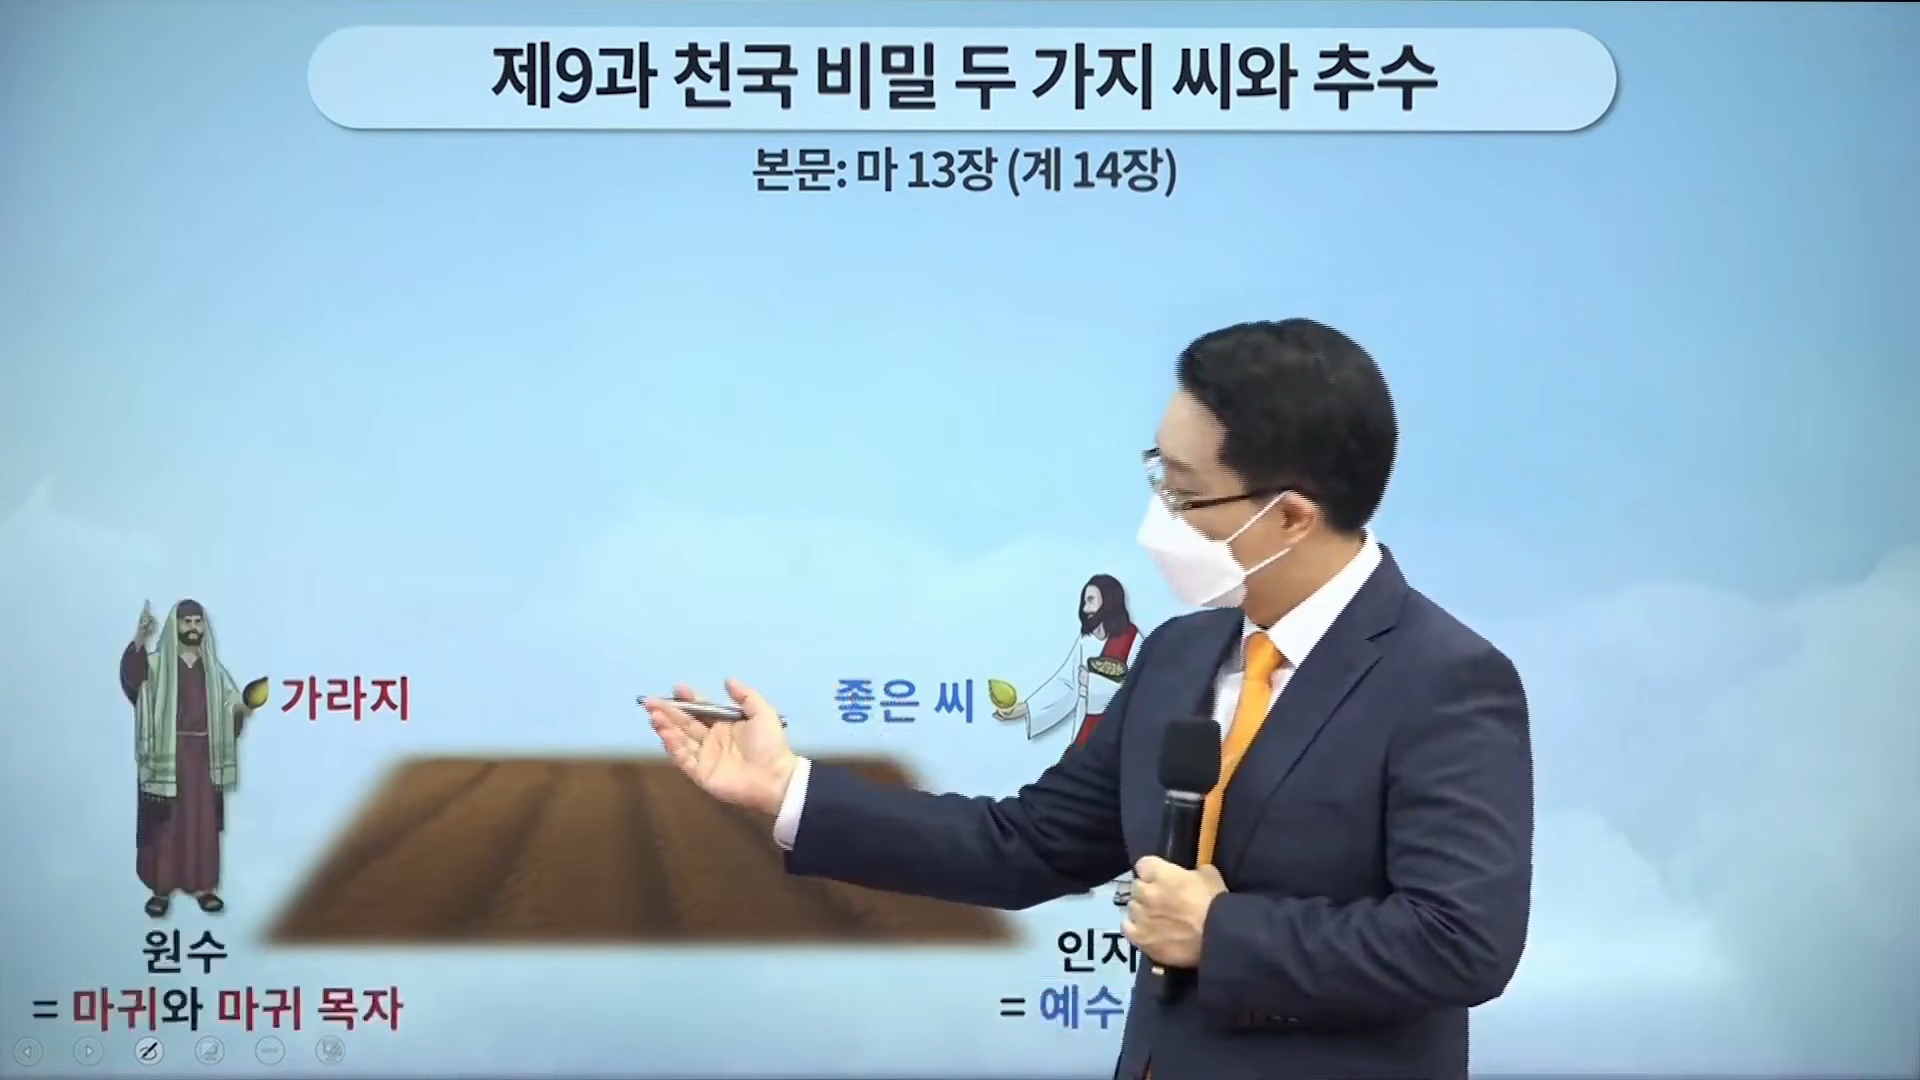 제9과 천국 비밀 두 가지 씨와 추수
본문: 마 13장 (계 14장)
가라지
좋은 씨
원수
인자
= 마귀와 마귀 목자
= 예수